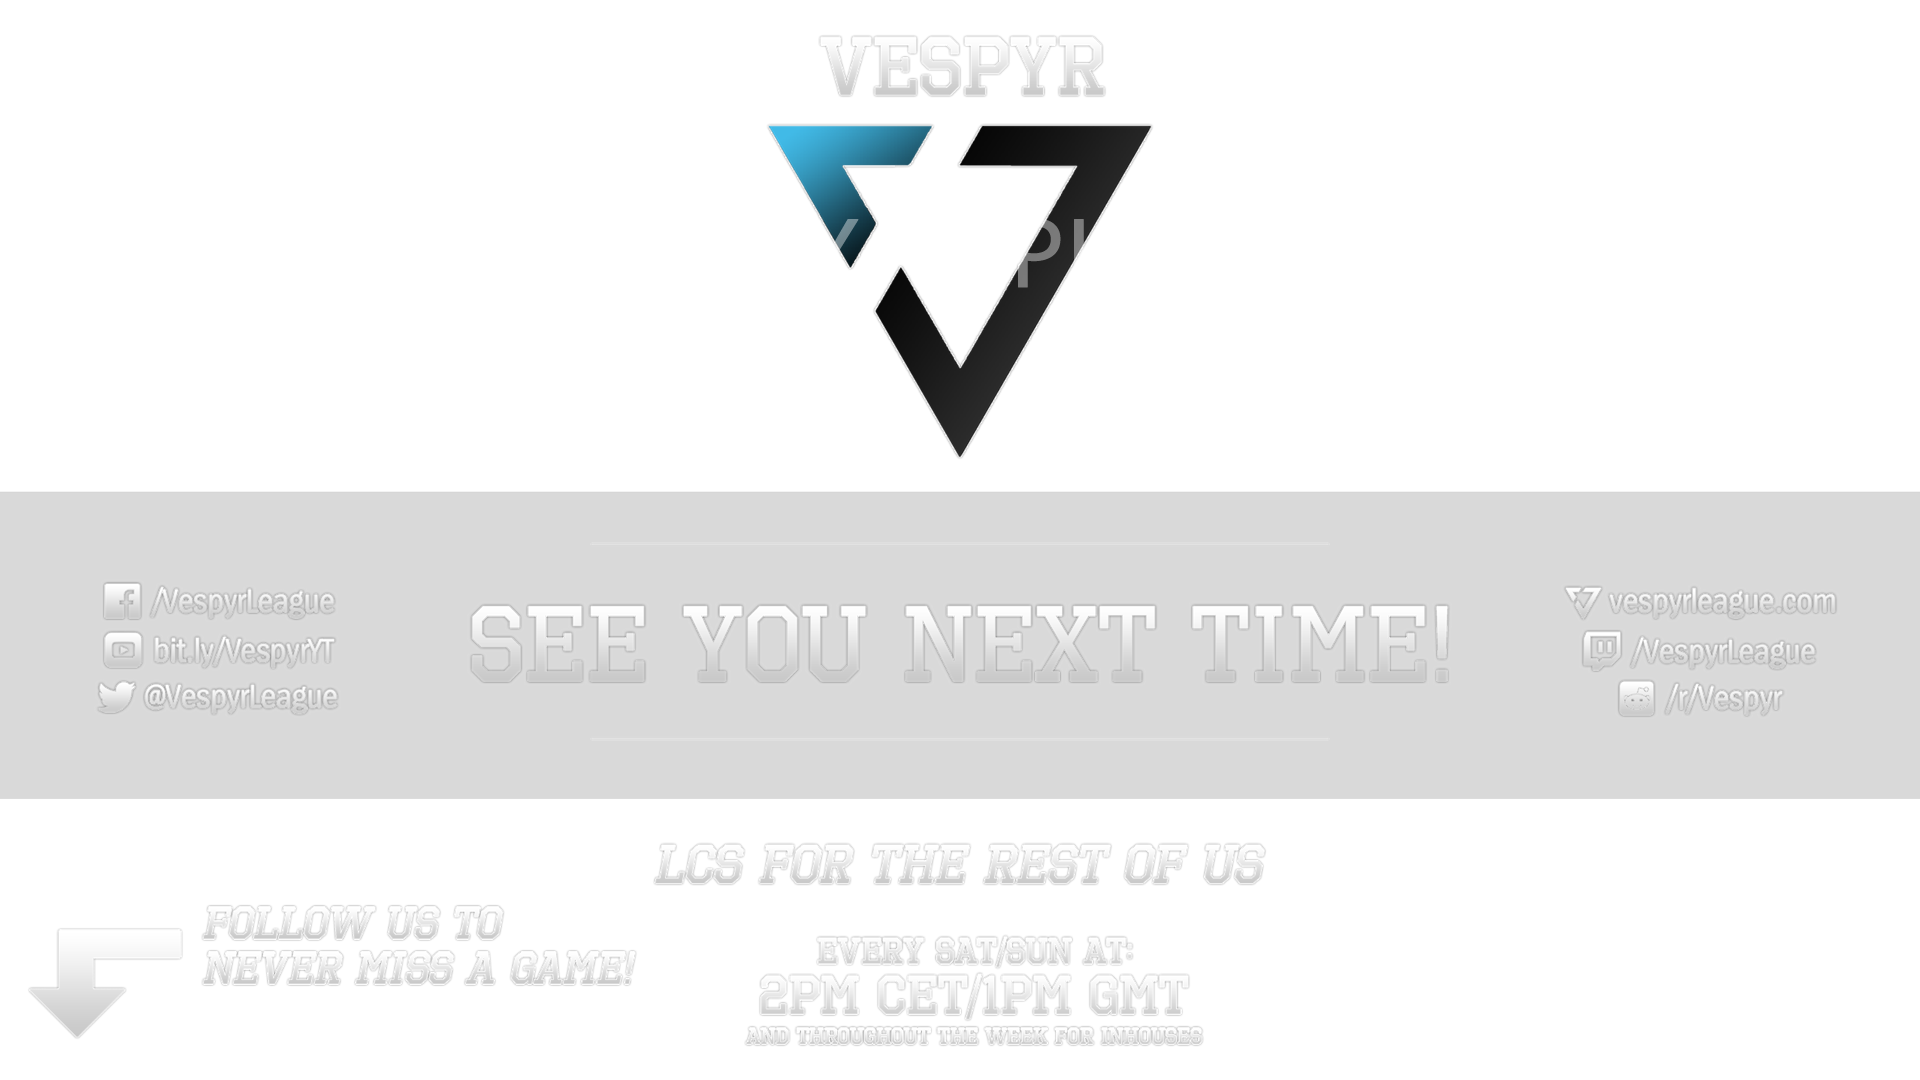 VESPYR
/VespyrLeague
bit.ly/VespyrYT
@VespyrLeague
SEE YOU NEXT TIME!
vespyrleague.com
/VespyrLeague
/r/Vespyr
LCS FOR THE REST OF US
FOLLOW US TO
NEVER MISS A GAME!
EVERY SAT/SUN AT:
2PM CET/1PM GMT
AND THROUGHOUT THE WEEK FOR INHOUSES